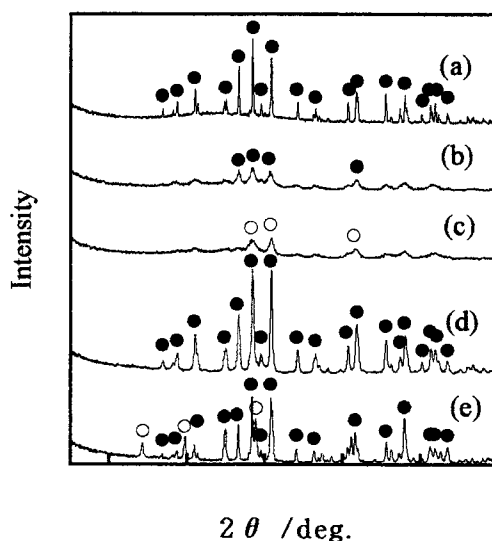 (a)
(b)
(c)
(d)
(e)
Intensity
2 θ /deg.